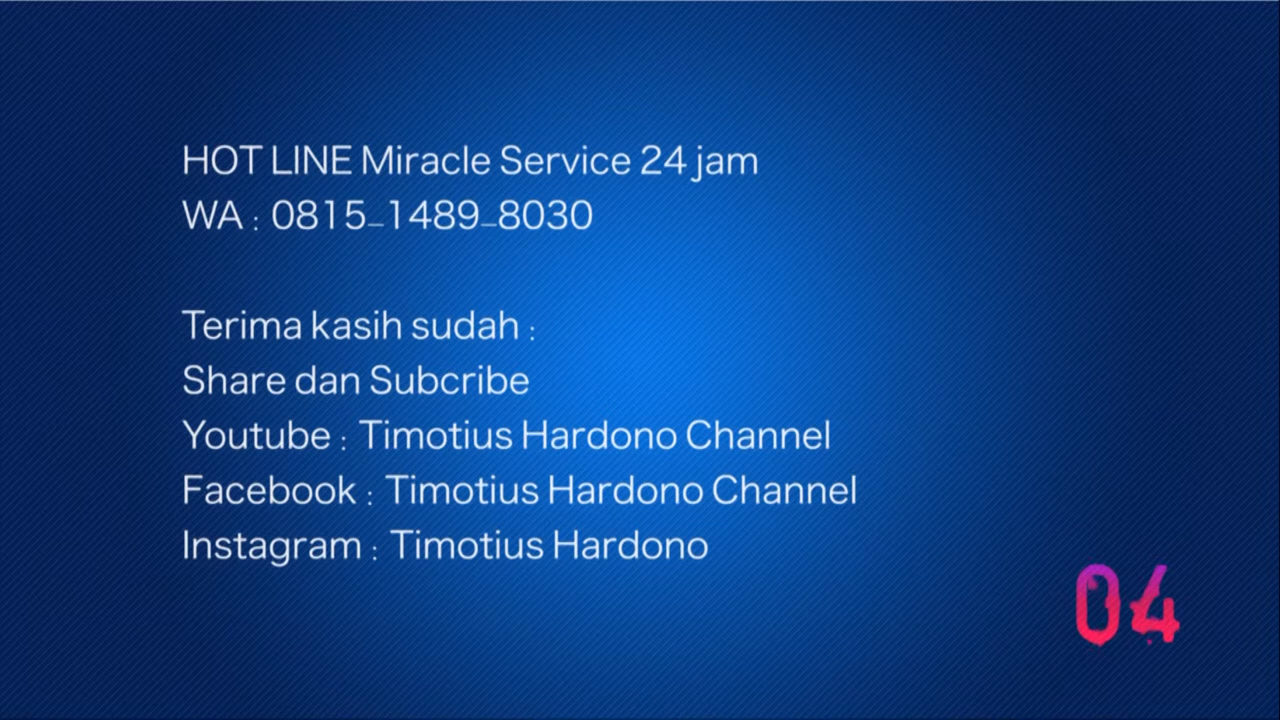 HOT LINE Miracle Service 24 jam
WA : 0815-1489-8030
Terima kasih sudah :
Share dan Subcribe
Youtube : Timotius Hardono Channel
Facebook : Timotius Hardono Channel
Instagram : Timotius Hardono
04